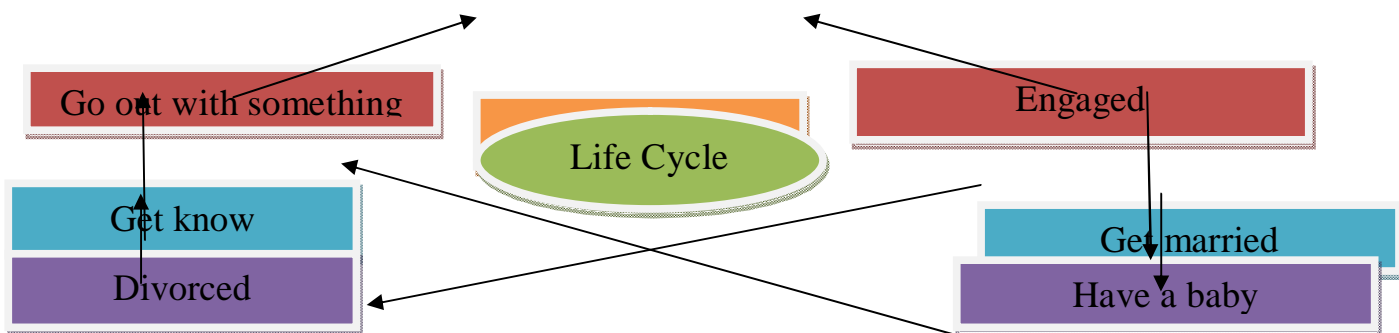 Go out with something
Engaged
Life Cycle
Get know
Get married
Divorced
Have a baby